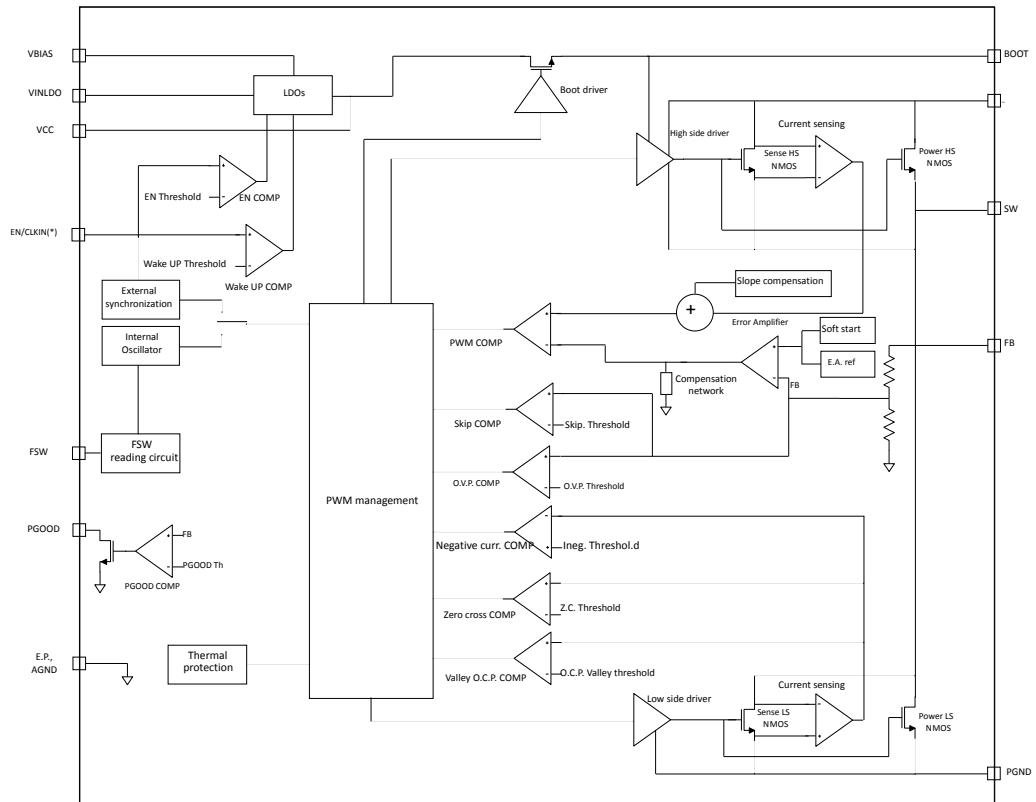 VBIAS
BOOT
LDOs
Boot driver
VINLDO
VCC
High side driver
Current sensing
Sense HS
NMOS
Power HS
NMOS
+
-
EN Threshold
EN COMP
SW
EN/CLKIN(*)
Wake UP Threshold
Wake UP COMP
External
synchronization
Slope compensation
+
Internal
Oscillator
PWM COMP
Error Amplifier
Soft start
FB
E.A. ref
FB
Compensation
network
Skip COMP
Skip. Threshold
FSW
FSW
reading circuit
O.V.P. COMP
O.V.P. Threshold
PWM management
PGOOD
FB
PGOOD Th
PGOOD COMP
Negative curr. COMP
Ineg. Threshol.d
Zero cross COMP
Z.C. Threshold
E.P.,
AGND
Thermal
protection
Valley O.C.P. COMP
O.C.P. Valley threshold
Low side driver
Current sensing
Sense LS
NMOS
Power LS
NMOS
PGND